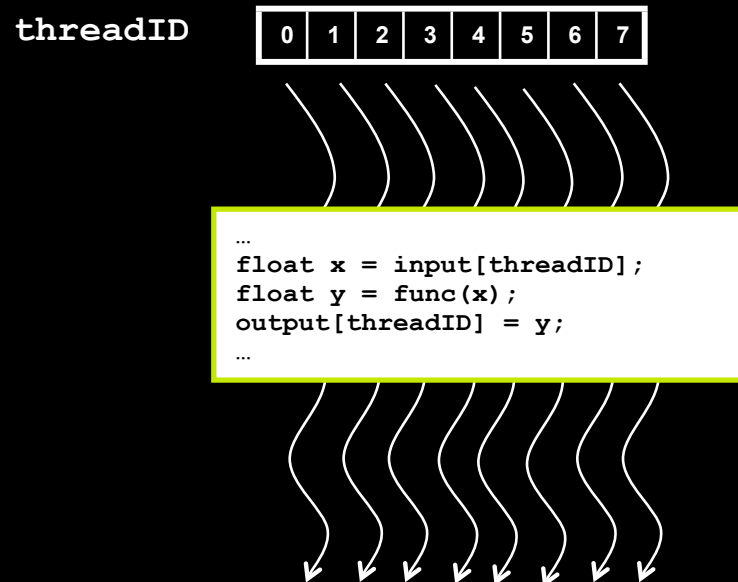 threadID 0 1 2 3 4 5 6 7
…
float x = input[threadID];
float y = func(x);
output[threadID] = y;
…